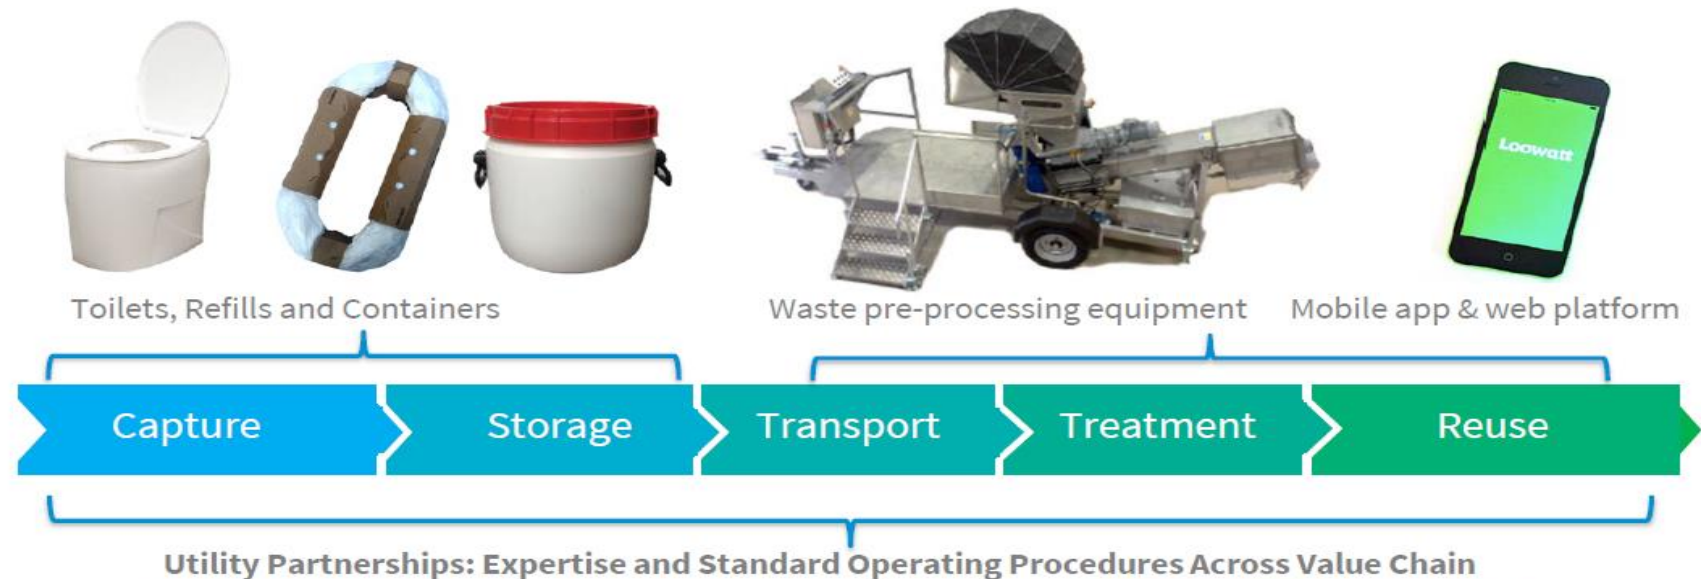 Loowatt
Toilets, Refills and Containers
Waste pre-processing equipment
Mobile app & web platform
Capture
Storage
Transport
Treatment
Reuse
Utility Partnerships: Expertise and Standard Operating Procedures Across Value Chain